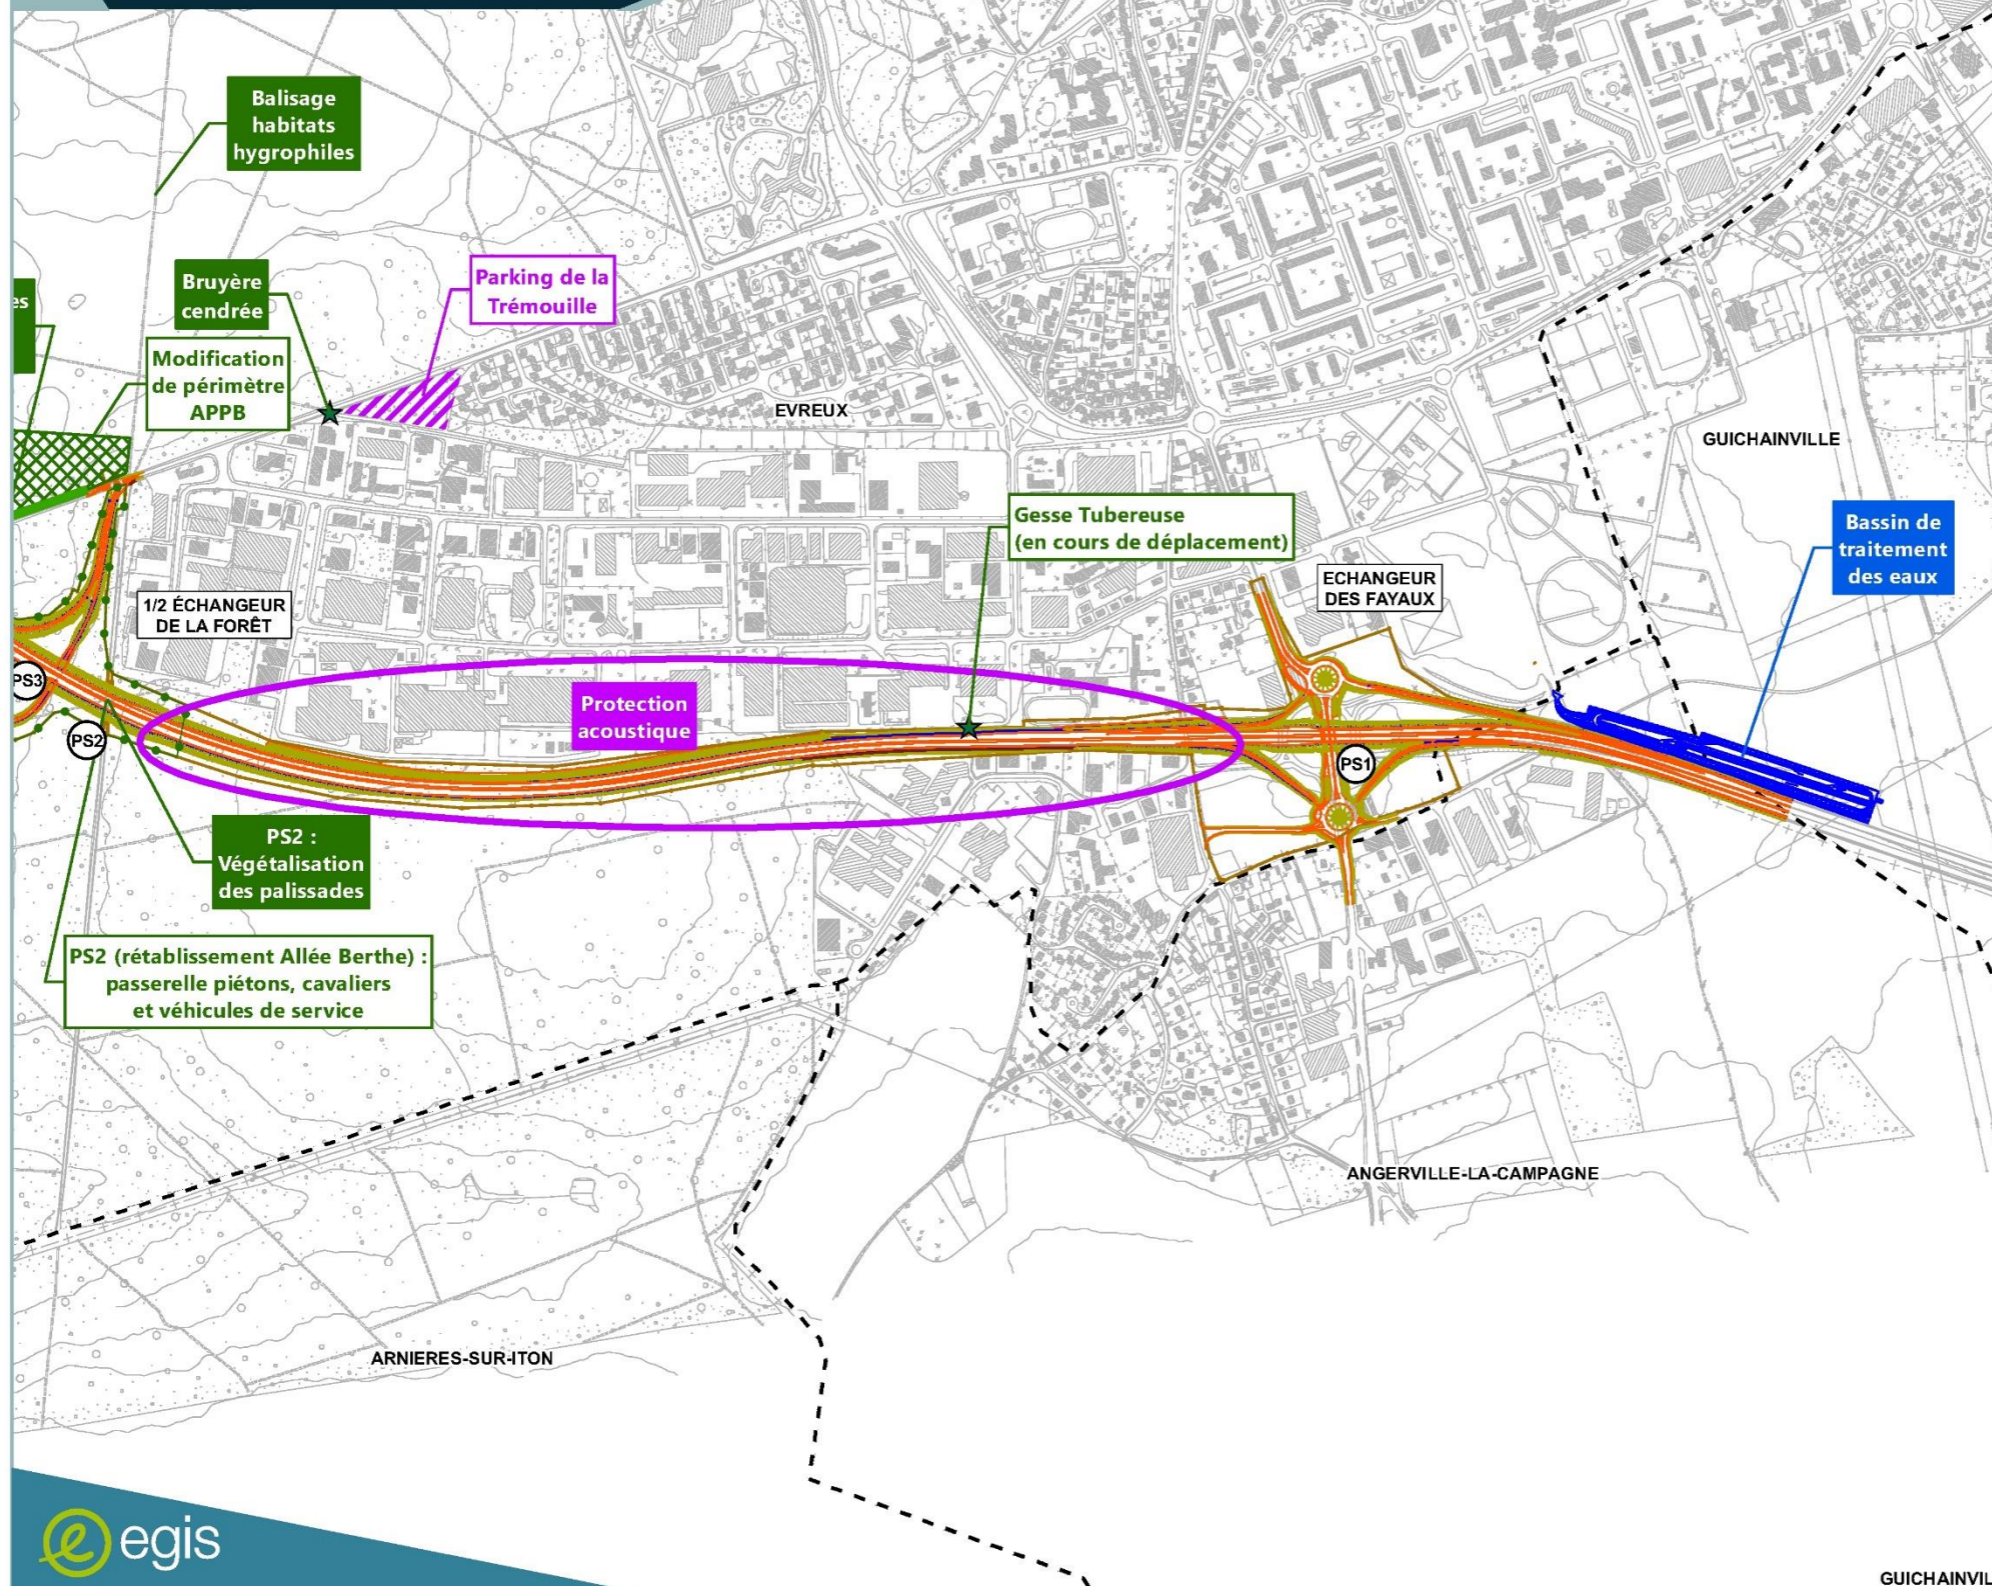 Balisage
habitats
hygrophiles
es
Bruyère
cendrée
Parking de la
Trémouille
Modification
de périmètre
APPB
EVREUX
GUICHAINVILLE
Gesse Tubereuse
(en cours de déplacement)
Bassin de
traitement
des eaux
ECHANGEUR
DES FAYAUX
1/2 ÉCHANGEUR
DE LA FORÊT
PS3
PS2
Protection
acoustique
PS1
PS2 :
Végétalisation
des palissades
PS2 (rétablissement Allée Berthe) :
passerelle piétons, cavaliers
et véhicules de service
ANGERVILLE-LA-CAMPAGNE
ARNIERES-SUR-ITON
egis
GUICHAINVIL